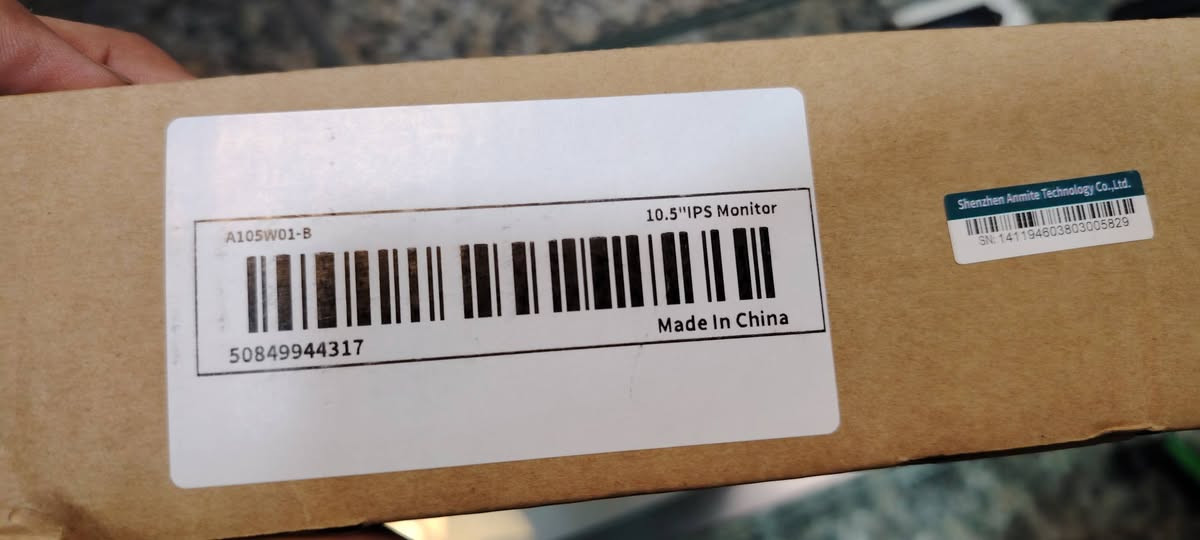 A105W01-B
10.5"IPS Monitor
50849944317
Made In China
Shenzhen Anmite Technology Co.,Ltd.
SN: 141194603803005829